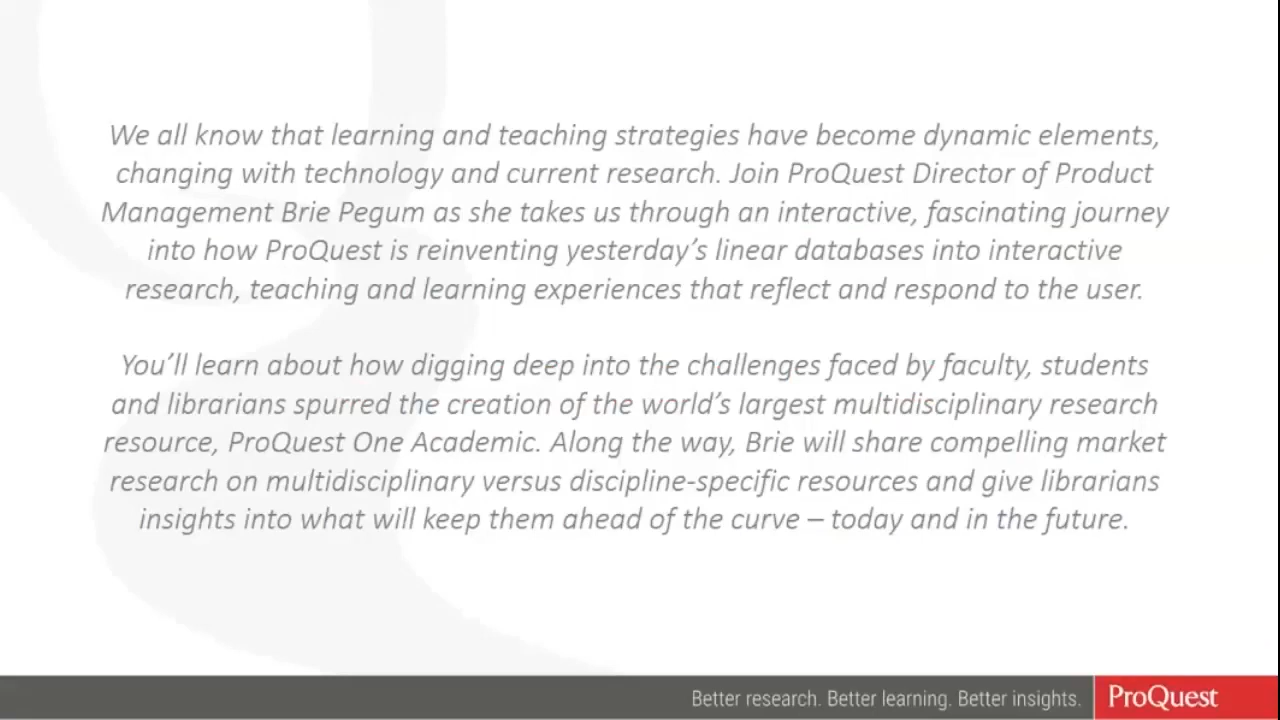 We all know that learning and teaching strategies have become dynamic elements,
changing with technology and current research. Join ProQuest Director of Product
Management Brie Pegum as she takes us through an interactive, fascinating journey
into how ProQuest is reinventing yesterday’s linear databases into interactive
research, teaching and learning experiences that reflect and respond to the user.
You’ll learn about how digging deep into the challenges faced by faculty, students
and librarians spurred the creation of the world’s largest multidisciplinary research
resource, ProQuest One Academic. Along the way, Brie will share compelling market
research on multidisciplinary versus discipline-specific resources and give librarians
insights into what will keep them ahead of the curve – today and in the future.
Better research. Better learning. Better insights.
ProQuest